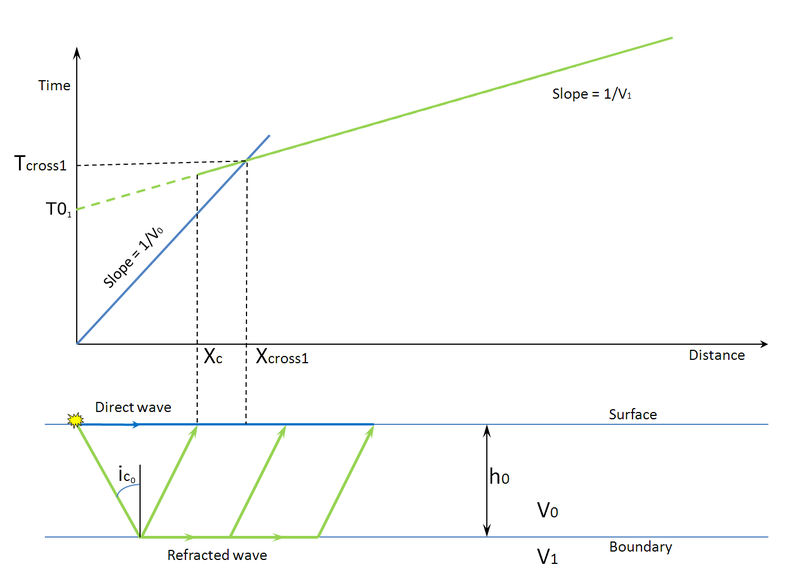 Time
Slope = 1/V₁
Tcross1
T0₁
Slope = 1/V₀
Xc
Xcross1
Distance
Direct wave
Surface
ic₀
h0
V0
Refracted wave
V1
Boundary